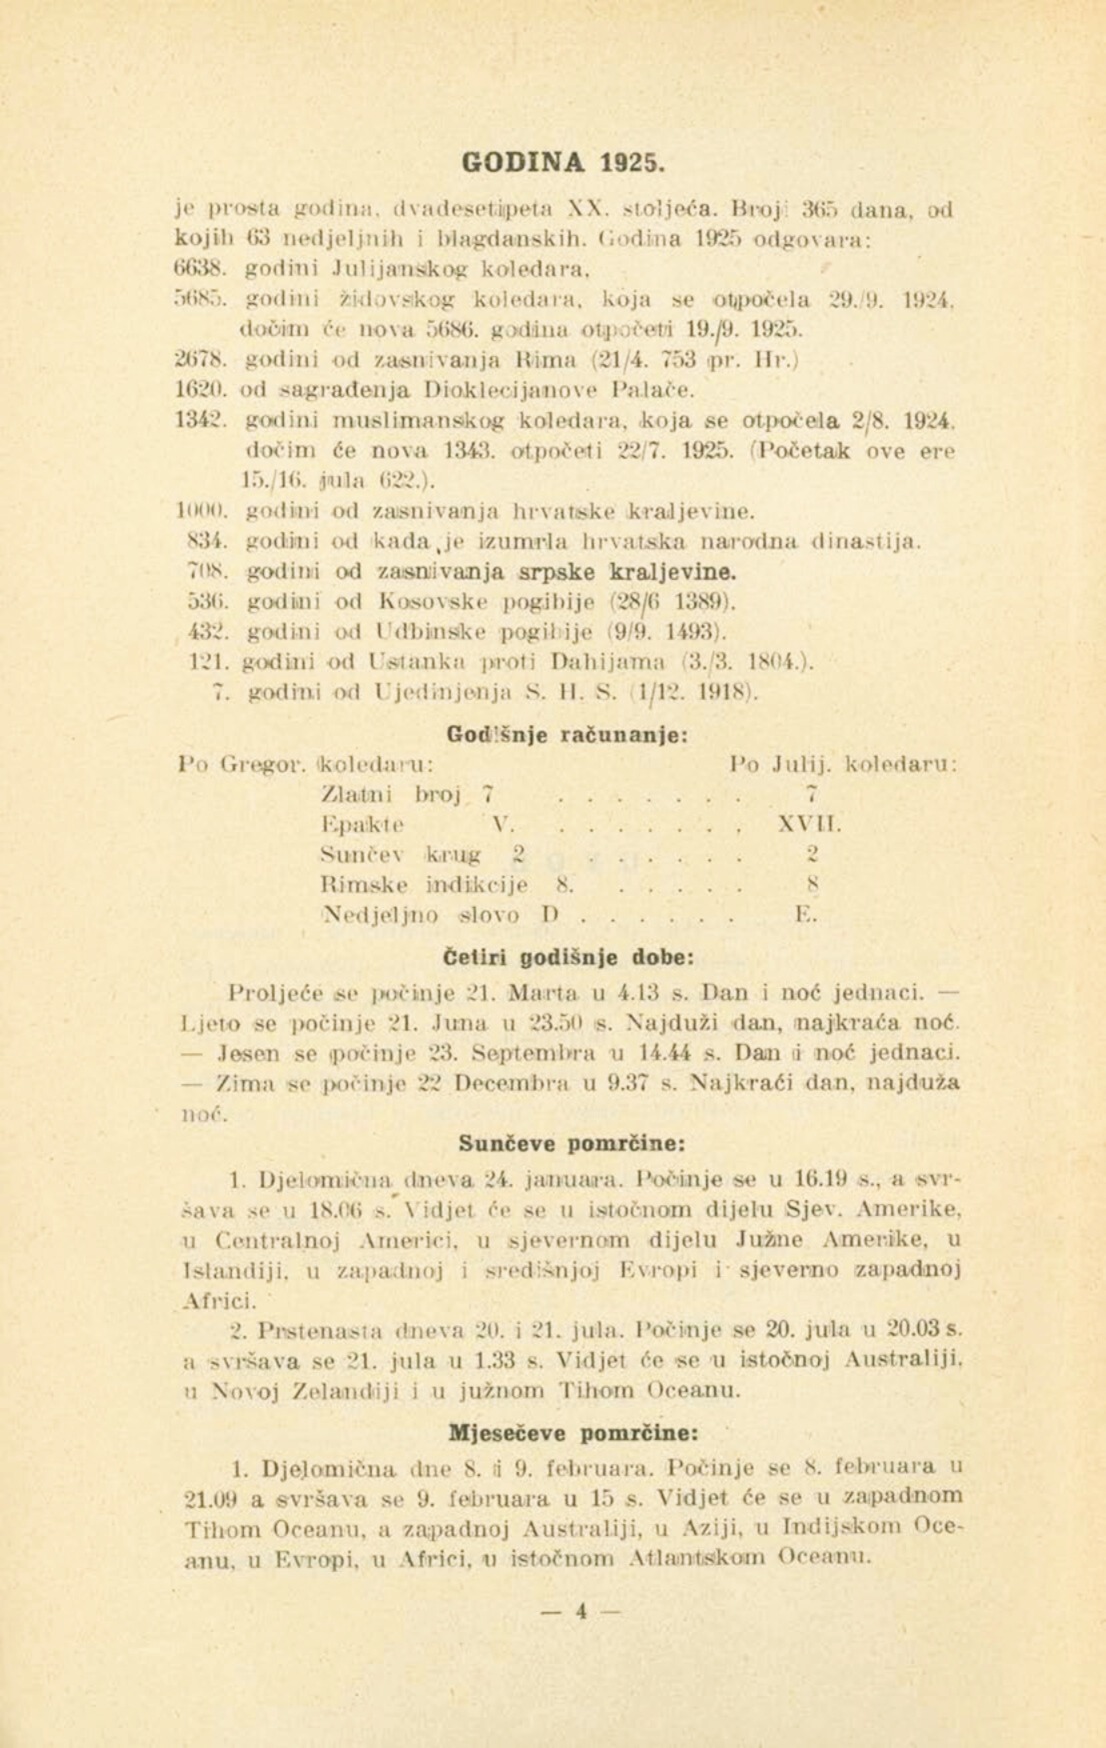 GODINA 1925.
je prosta godina, dvadesetipeta XX. stoljeća. Broji 365 dana, od
kojih 63 nedjeljnih i blagdanskih. Godina 1925 odgovara:
6638. godini Julijanskog koledara.
5685. godini židovskog koledara, koja se otpočela 29./9. 1924.
dočim će nova 5686. godina otpočeti 19./9. 1925.
2678. godini od zasnivanja Rima (21/4. 753 pr. Hr.)
1620. od sagradenja Dioklecijanove Palače.
1342. godini muslimanskog koledara, koja se otpočela 2/8. 1924.
dočim će nova 1343. otpočeti 22/7. 1925. (Početak ove ere
15./16. jula 622.).
1000. godini od zasnivanja hrvatske kraljevine.
834. godini od kada je izumrla hrvatska narodna dinastija.
708. godini od zasnivanja srpske kraljevine.
536. godini od Kosovske pogibije (28/6 1389).
432. godini od Udbinske pogibije (9/9. 1493).
121. godini od Ustanka proti Dahijama (3./3. 1804.).
7. godini od Ujedinjenja S. H. S. (1/12. 1918).
Godišnje računanje:
Po Gregor. koledaru: Po Julij. koledaru:
Zlatni broj 7 . . . . . . . 7
Epakte V. . . . . . . . XVII.
Sunčev krug 2 . . . . . . 2
Rimske indikcije 8. . . . . . 8
Nedjeljno slovo D . . . . . . E.
Četiri godišnje dobe:
Proljeće se počinje 21. Marta u 4.13 s. Dan i noć jednaci. —
Ljeto se počinje 21. Juna u 23.50 s. Najduži dan, najkraća noć.
— Jesen se počinje 23. Septembra u 14.44 s. Dan i noć jednaci.
— Zima se počinje 22 Decembra u 9.37 s. Najkraći dan, najduža
noć.
Sunčeve pomrčine:
1. Djelomična dneva 24. januara. Počinje se u 16.19 s., a svr-
šava se u 18.06 s. Vidjet će se u istočnom dijelu Sjev. Amerike,
u Centralnoj Americi, u sjevernom dijelu Južne Amerike, u
Islandiji, u zapadnoj i središnjoj Evropi i sjeverno zapadnoj
Africi.
2. Prstenasta dneva 20. i 21. jula. Počinje se 20. jula u 20.03 s.
a svršava se 21. jula u 1.33 s. Vidjet će se u istočnoj Australiji,
u Novoj Zelandiji i u južnom Tihom Oceanu.
Mjesečeve pomrčine:
1. Djelomična dne 8. i 9. februara. Počinje se 8. februara u
21.09 a svršava se 9. februara u 15 s. Vidjet će se u zapadnom
Tihom Oceanu, a zapadnoj Australiji, u Aziji, u Indijskom Oce-
anu, u Evropi, u Africi, u istočnom Atlantskom Oceanu.
— 4 —